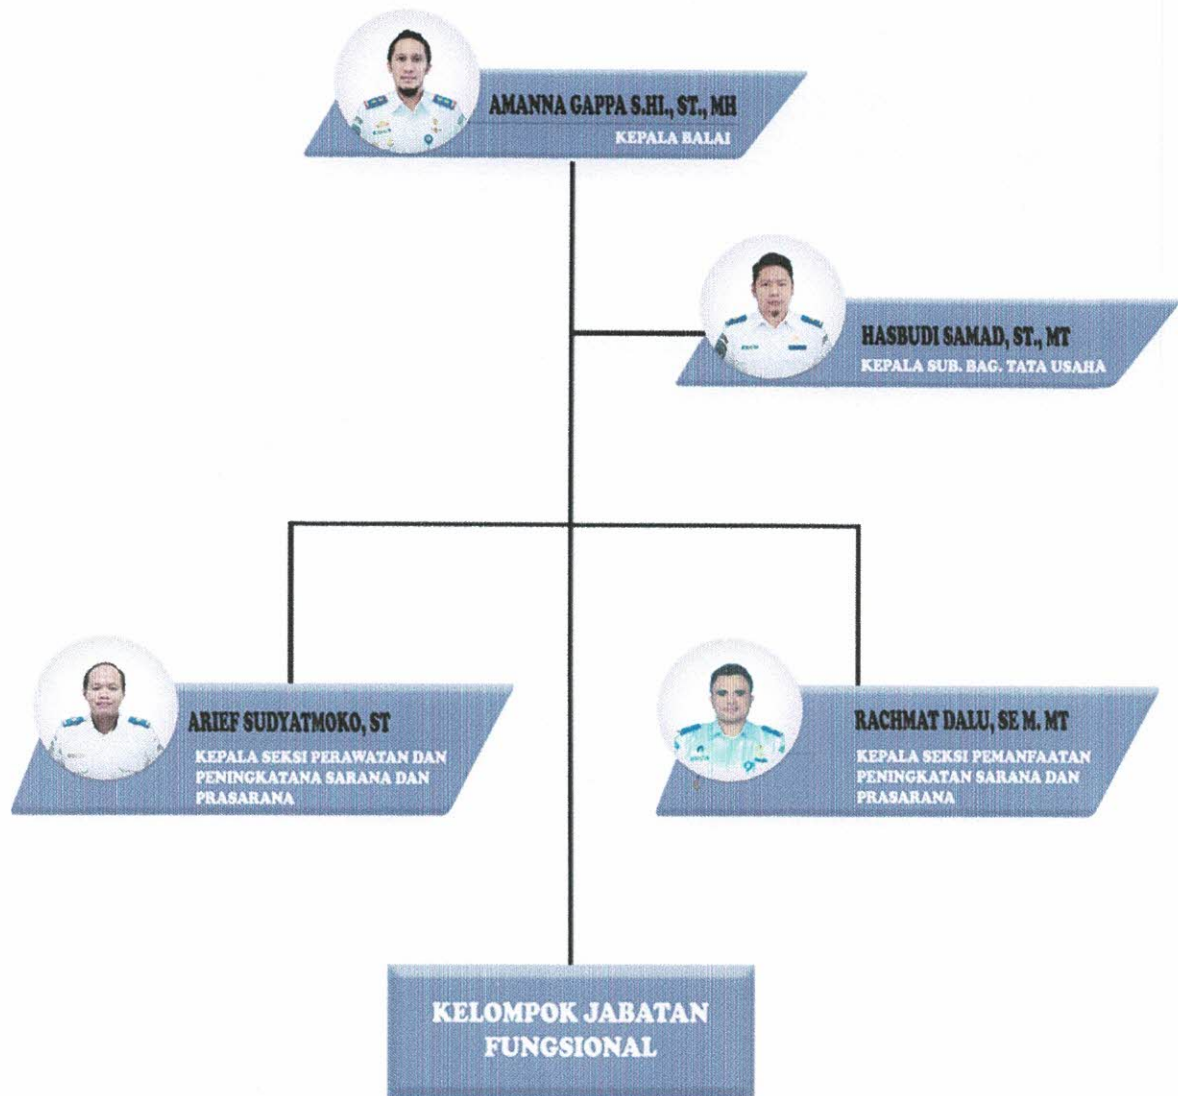 AMANNA GAPPA S.HI., ST., MH
KEPALA BALAI
HASBUDI SAMAD, ST., MT
KEPALA SUB. BAG. TATA USAHA
ARIEF SUDYATMOKO, ST
KEPALA SEKSI PERAWATAN DAN
PENINGKATANA SARANA DAN
PRASARANA
RACHMAT DALU, SE M. MT
KEPALA SEKSI PEMANFAATAN
PENINGKATAN SARANA DAN
PRASARANA
KELOMPOK JABATAN
FUNGSIONAL